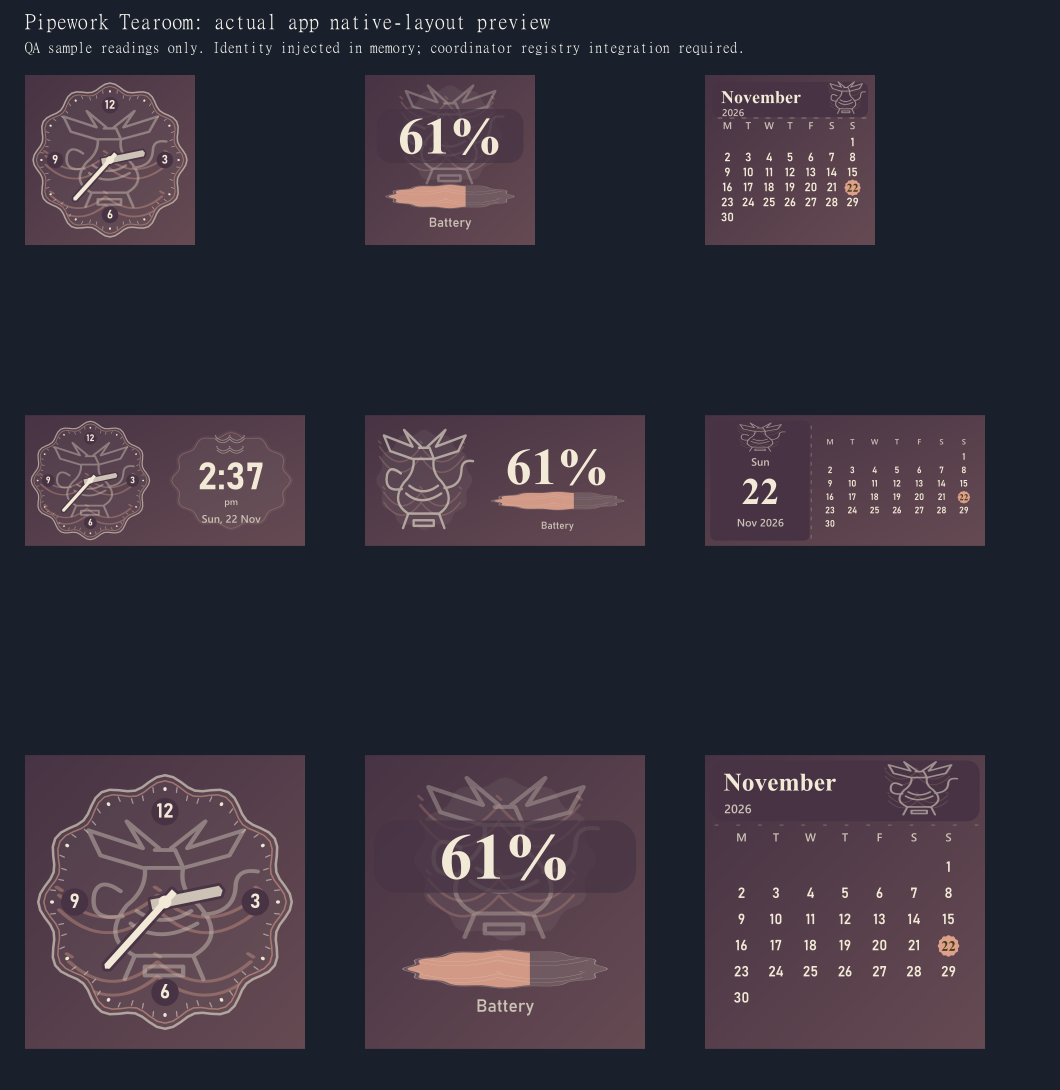 Pipework Tearoom: actual app native-layout preview
QA sample readings only. Identity injected in memory; coordinator registry integration required.
12
9 3
6
61%
Battery
November
2026
M T W T F S S
1
2 3 4 5 6 7 8
9 10 11 12 13 14 15
16 17 18 19 20 21 22
23 24 25 26 27 28 29
30
12
9 3
6
2:37
pm
Sun, 22 Nov
61%
Battery
Sun
22
Nov 2026
M T W T F S S
1
2 3 4 5 6 7 8
9 10 11 12 13 14 15
16 17 18 19 20 21 22
23 24 25 26 27 28 29
30
12
9 3
6
61%
Battery
November
2026
M T W T F S S
1
2 3 4 5 6 7 8
9 10 11 12 13 14 15
16 17 18 19 20 21 22
23 24 25 26 27 28 29
30